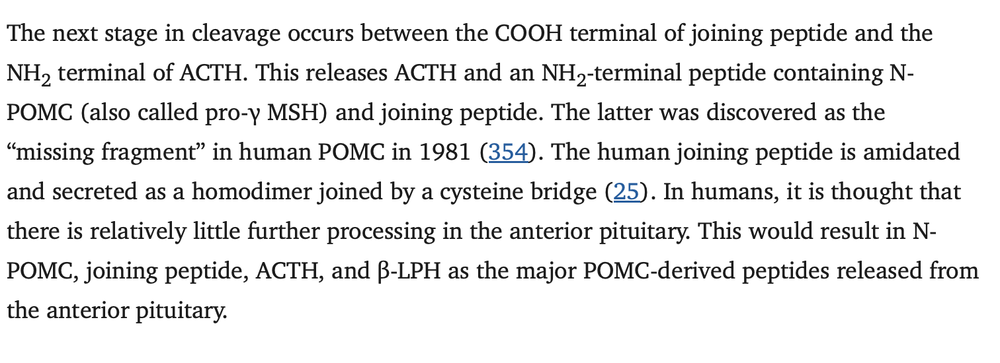 The next stage in cleavage occurs between the COOH terminal of joining peptide and the
NH₂ terminal of ACTH. This releases ACTH and an NH₂-terminal peptide containing N-
POMC (also called pro-γ MSH) and joining peptide. The latter was discovered as the
“missing fragment” in human POMC in 1981 (354). The human joining peptide is amidated
and secreted as a homodimer joined by a cysteine bridge (25). In humans, it is thought that
there is relatively little further processing in the anterior pituitary. This would result in N-
POMC, joining peptide, ACTH, and β-LPH as the major POMC-derived peptides released from
the anterior pituitary.